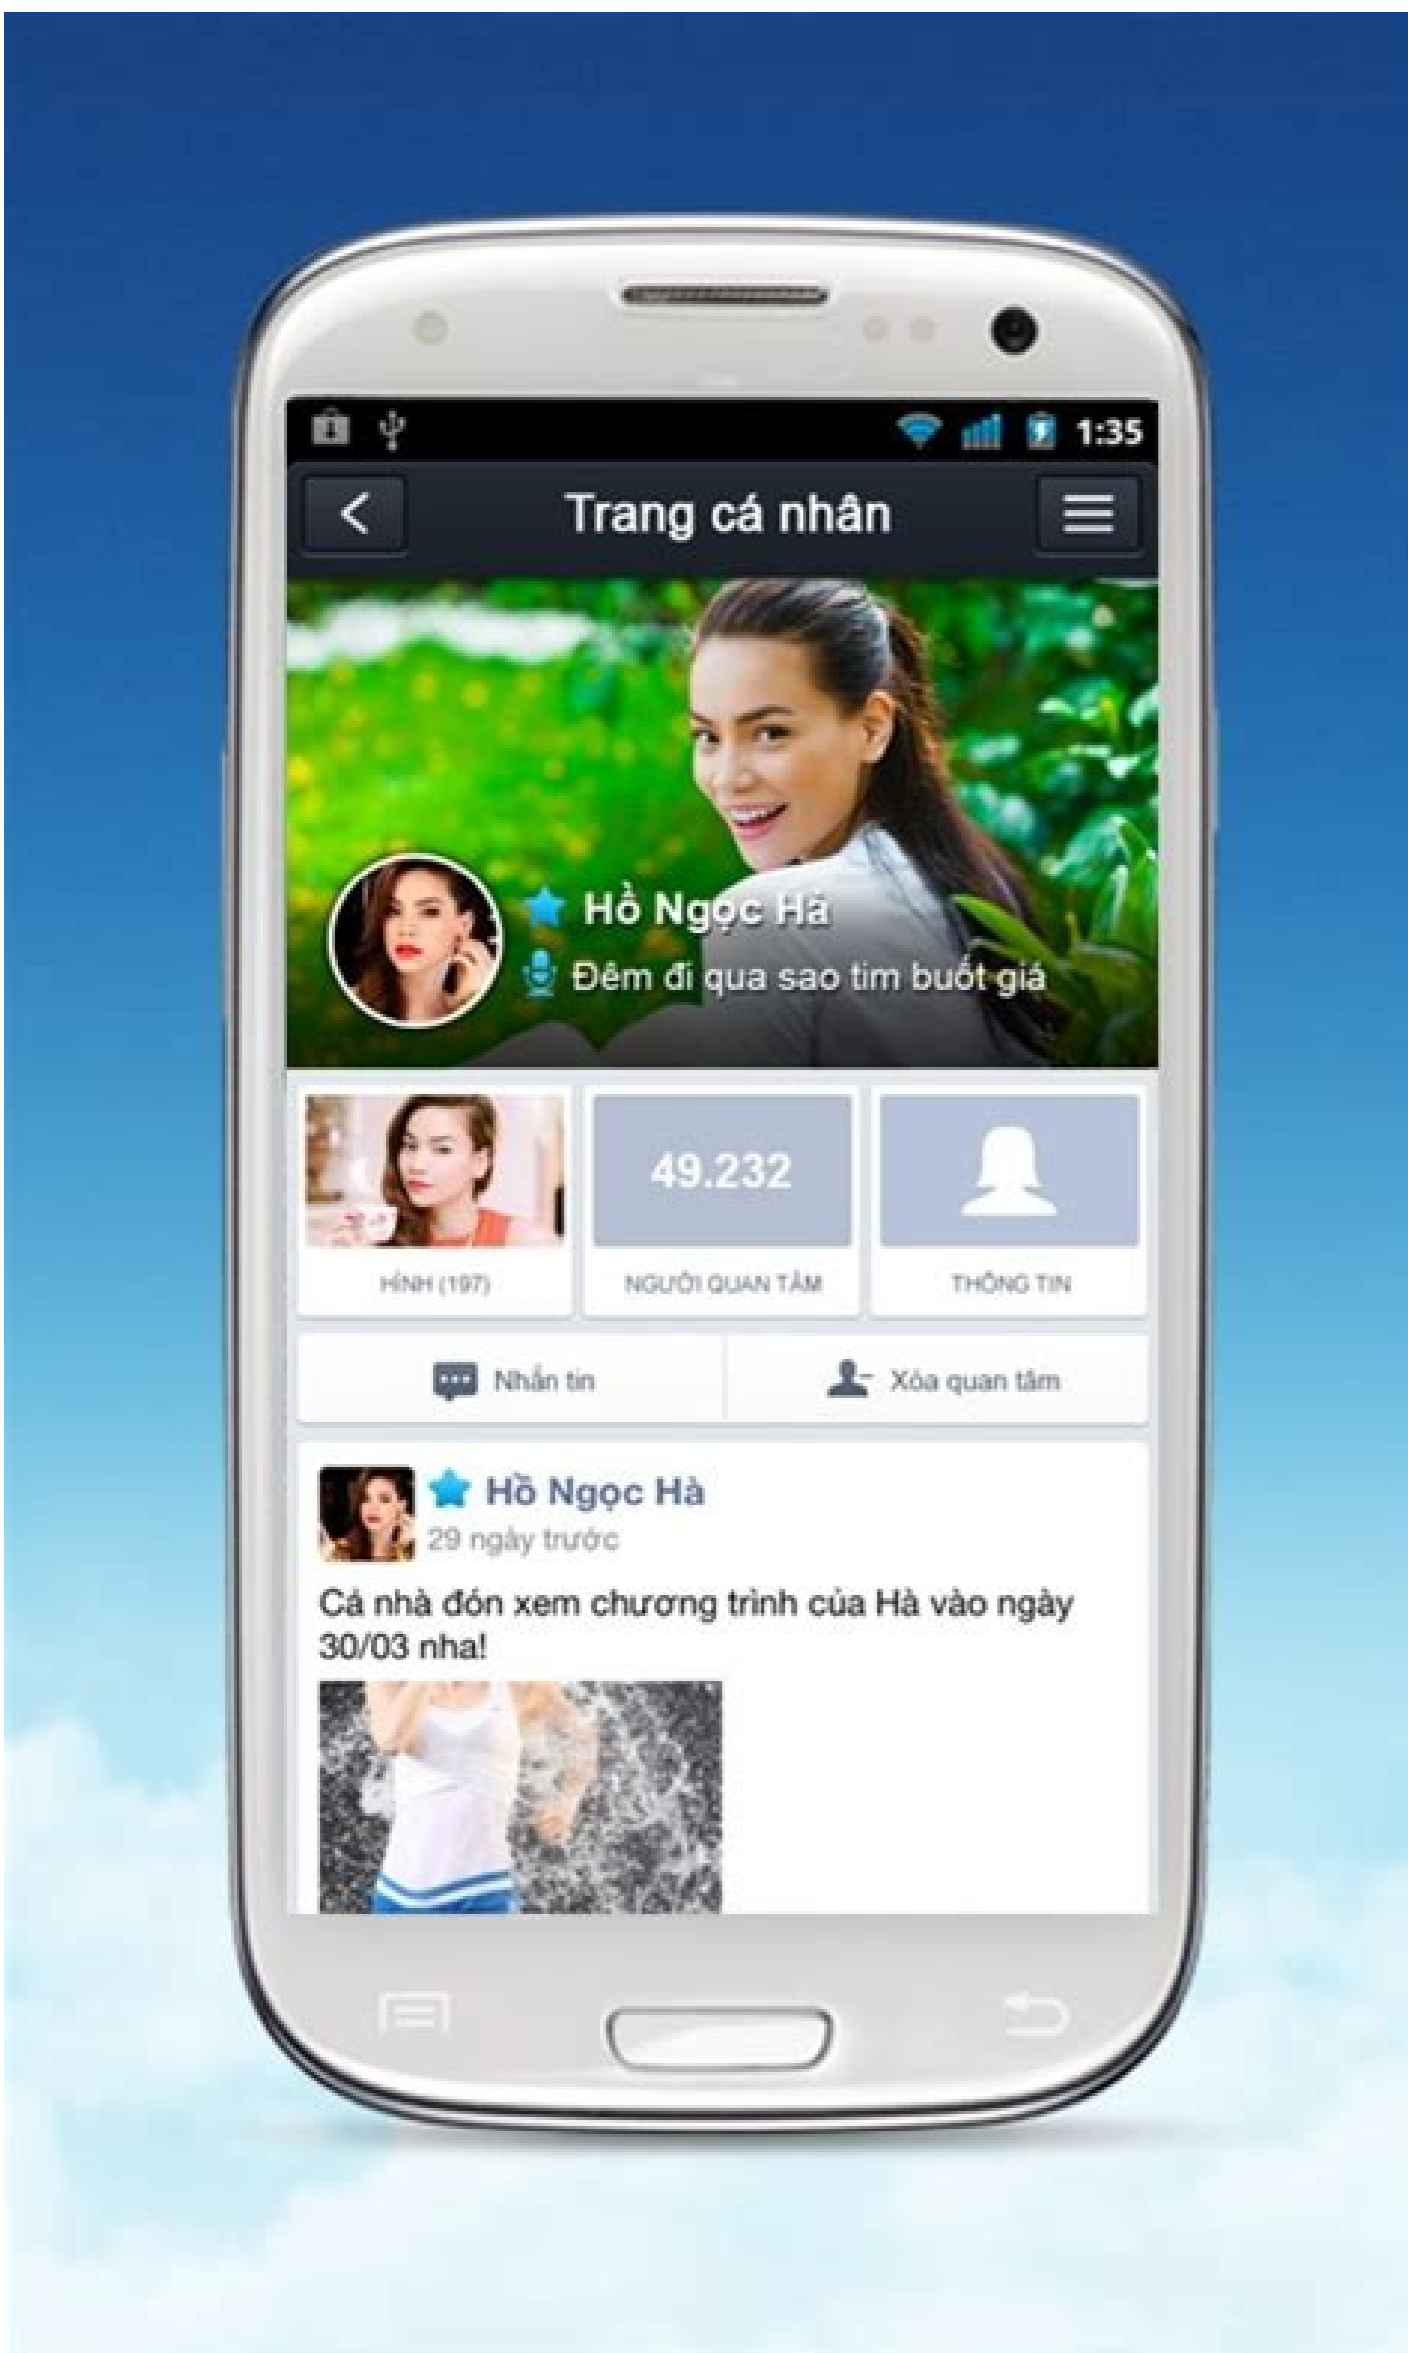 1:35
Trang cá nhân
Hồ Ngọc Hà
Đêm đi qua sao tim buốt giá
49.232
HÌNH (197)
NGƯỜI QUAN TÂM
THÔNG TIN
Nhắn tin
Xóa quan tâm
Hồ Ngọc Hà
29 ngày trước
Cả nhà đón xem chương trình của Hà vào ngày
30/03 nha!